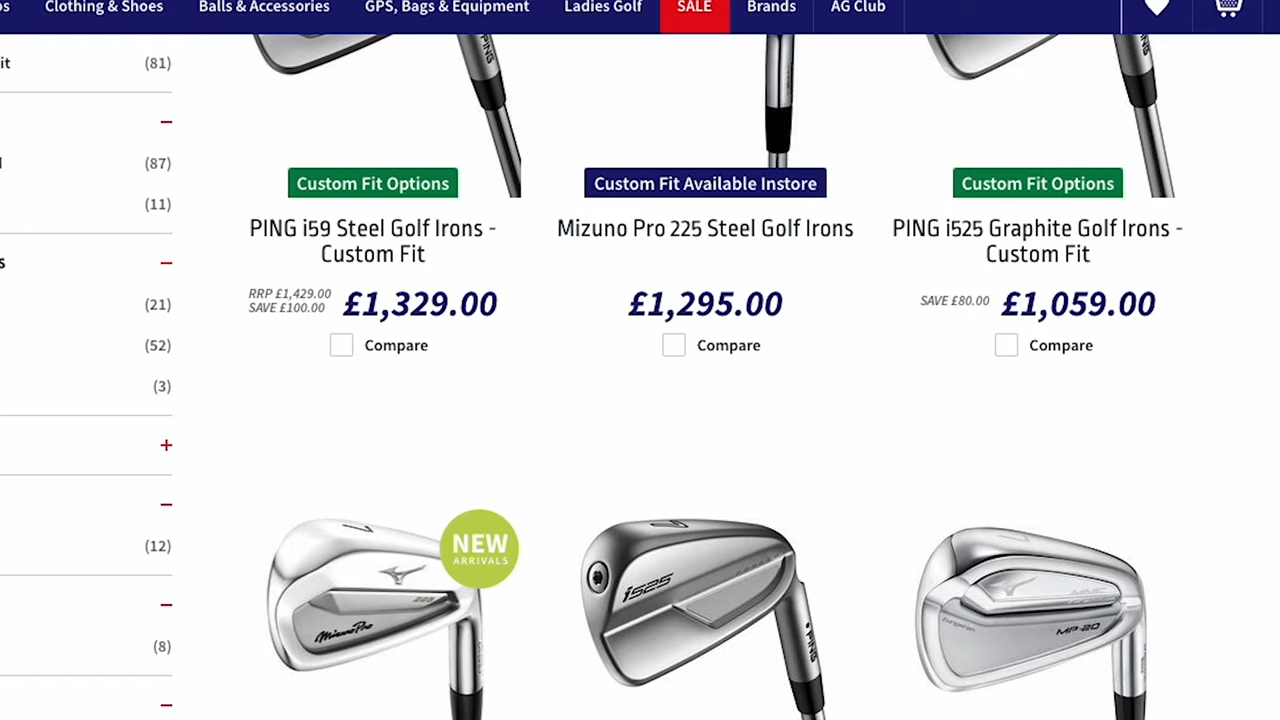 Clothing & Shoes
Balls & Accessories
GPS, Bags & Equipment
Ladies Golf
SALE
Brands
AG Club
(81)
(87)
(11)
(21)
(52)
(3)
(12)
(8)
PING
PING
Custom Fit Options
Custom Fit Available Instore
Custom Fit Options
PING i59 Steel Golf Irons -
Custom Fit
Mizuno Pro 225 Steel Golf Irons
PING i525 Graphite Golf Irons -
Custom Fit
RRP £1,429.00
SAVE £100.00
£1,329.00
£1,295.00
SAVE £80.00
£1,059.00
Compare
Compare
Compare
NEW
ARRIVALS
223
Mizuno Pro
i525
PING
MP-20